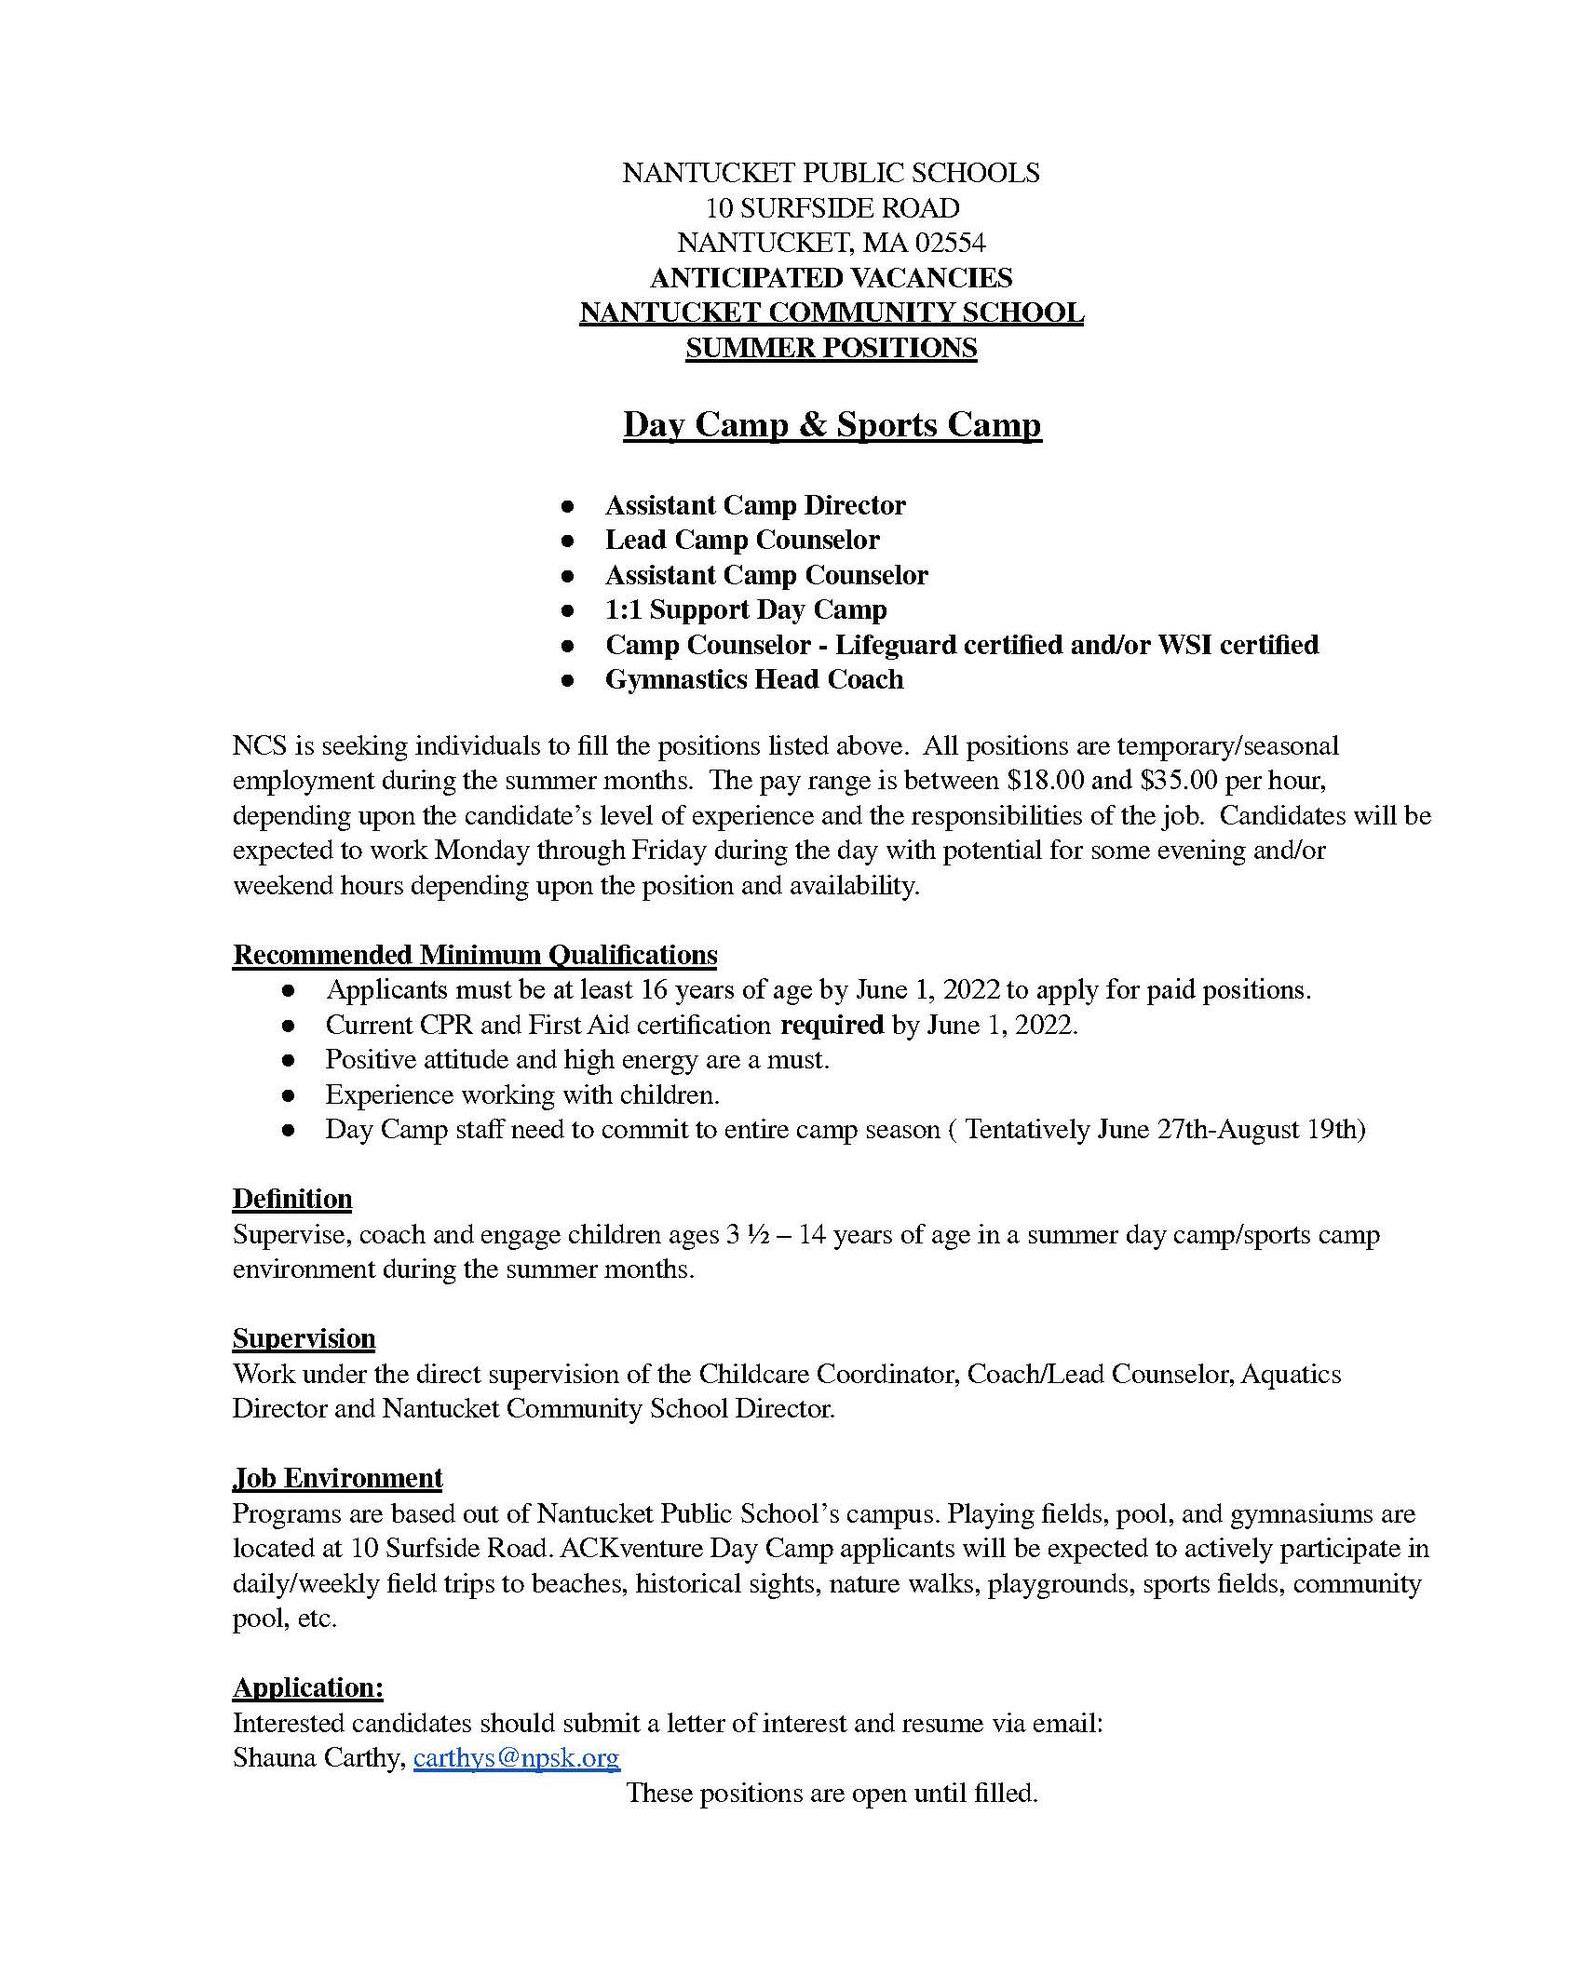 NANTUCKET PUBLIC SCHOOLS
10 SURFSIDE ROAD
NANTUCKET, MA 02554
ANTICIPATED VACANCIES
NANTUCKET COMMUNITY SCHOOL
SUMMER POSITIONS
Day Camp & Sports Camp
● Assistant Camp Director
● Lead Camp Counselor
● Assistant Camp Counselor
● 1:1 Support Day Camp
● Camp Counselor - Lifeguard certified and/or WSI certified
● Gymnastics Head Coach
NCS is seeking individuals to fill the positions listed above.  All positions are temporary/seasonal
employment during the summer months.  The pay range is between $18.00 and $35.00 per hour,
depending upon the candidate’s level of experience and the responsibilities of the job.  Candidates will be
expected to work Monday through Friday during the day with potential for some evening and/or
weekend hours depending upon the position and availability.
Recommended Minimum Qualifications
● Applicants must be at least 16 years of age by June 1, 2022 to apply for paid positions.
● Current CPR and First Aid certification required by June 1, 2022.
● Positive attitude and high energy are a must.
● Experience working with children.
● Day Camp staff need to commit to entire camp season ( Tentatively June 27th-August 19th)
Definition
Supervise, coach and engage children ages 3 ½ – 14 years of age in a summer day camp/sports camp
environment during the summer months.
Supervision
Work under the direct supervision of the Childcare Coordinator, Coach/Lead Counselor, Aquatics
Director and Nantucket Community School Director.
Job Environment
Programs are based out of Nantucket Public School’s campus. Playing fields, pool, and gymnasiums are
located at 10 Surfside Road. ACKventure Day Camp applicants will be expected to actively participate in
daily/weekly field trips to beaches, historical sights, nature walks, playgrounds, sports fields, community
pool, etc.
Application:
Interested candidates should submit a letter of interest and resume via email:
Shauna Carthy, carthys@npsk.org
These positions are open until filled.